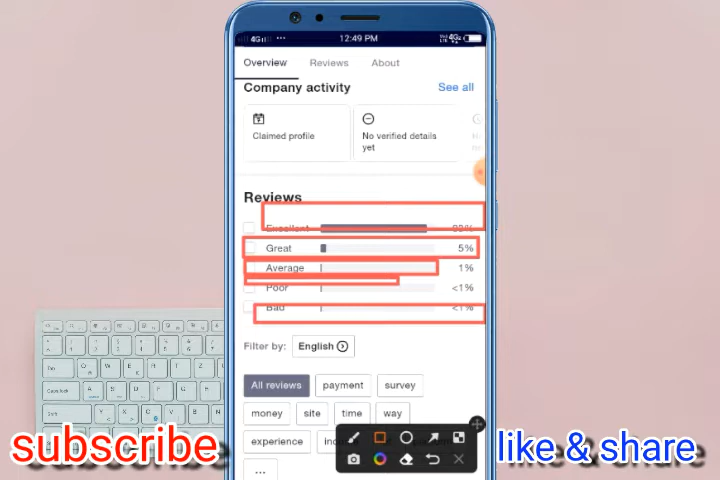 4G
12:49 PM
4G
Overview Reviews About
Company activity See all
Claimed profile
No verified details
yet
Reviews
Excellent
Great 5%
Average 1%
Poor <1%
Bad <1%
Filter by: English
All reviews payment survey
money site time way
experience
...
subscribe
like & share